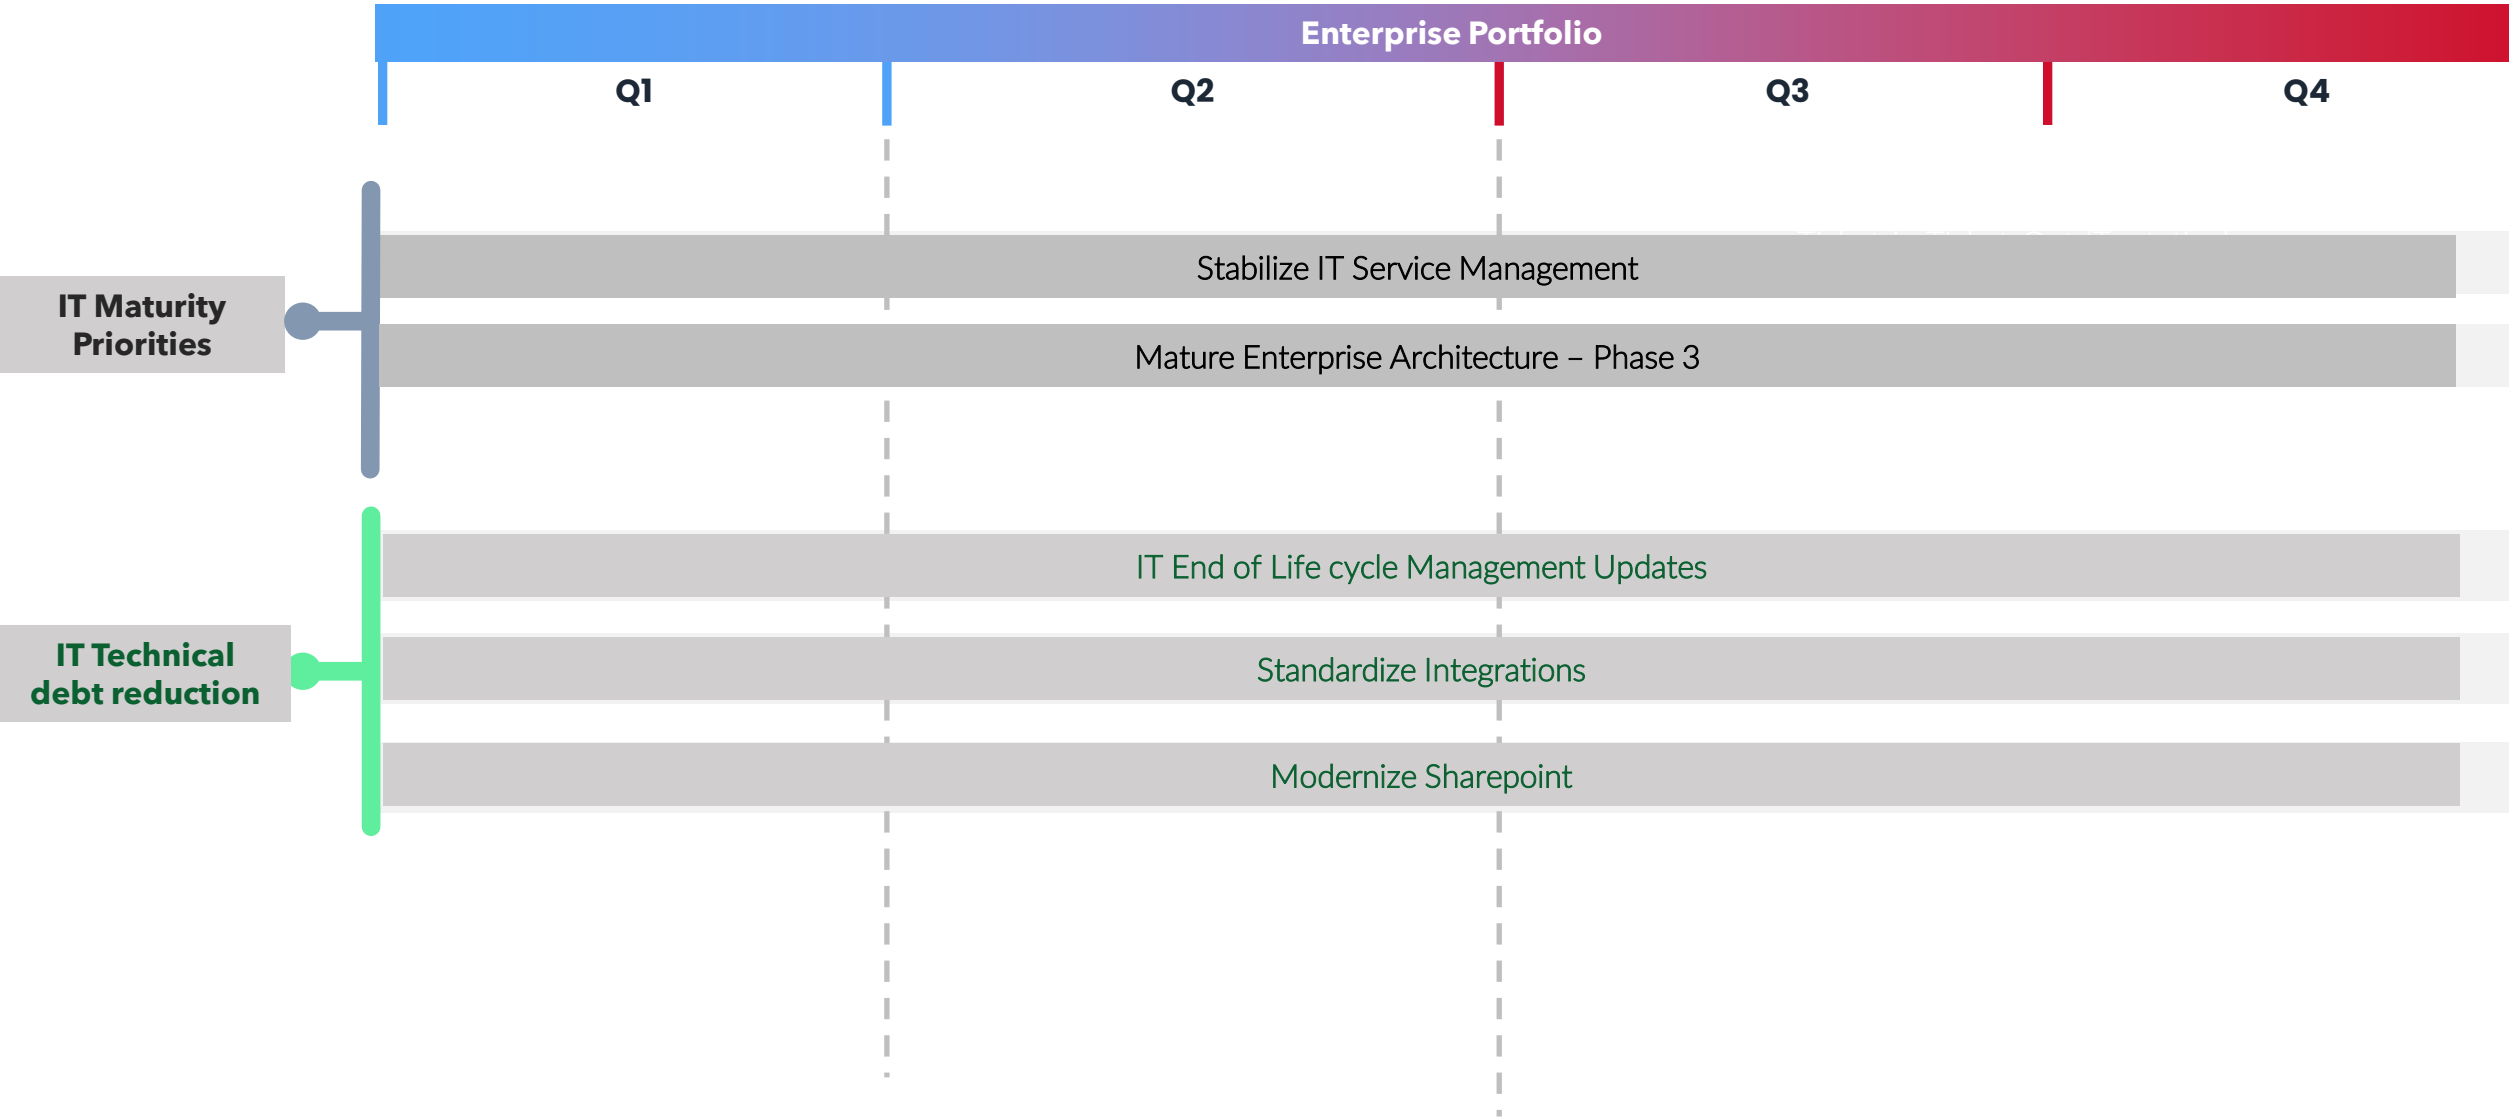 Enterprise Portfolio
Q1 Q2 Q3 Q4
IT Maturity
Priorities
Stabilize IT Service Management
Mature Enterprise Architecture – Phase 3
IT Technical
debt reduction
IT End of Life cycle Management Updates
Standardize Integrations
Modernize Sharepoint